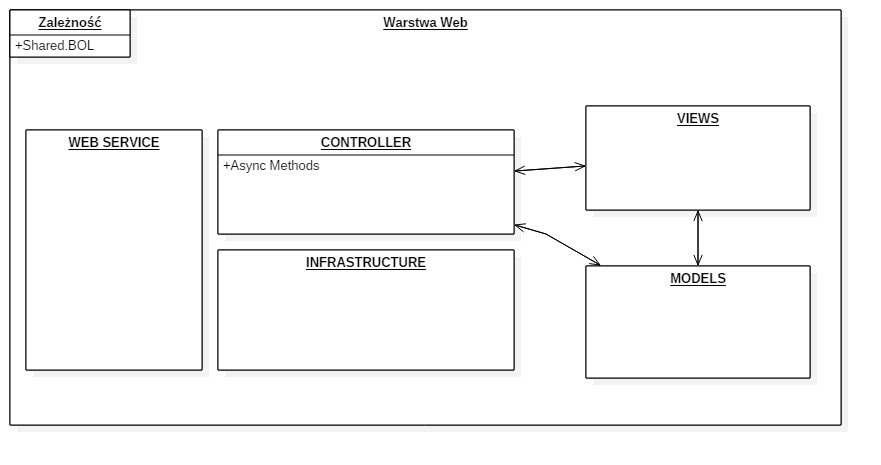 Zależność
+Shared.BOL
Warstwa Web
WEB SERVICE
CONTROLLER
+Async Methods
INFRASTRUCTURE
VIEWS
MODELS